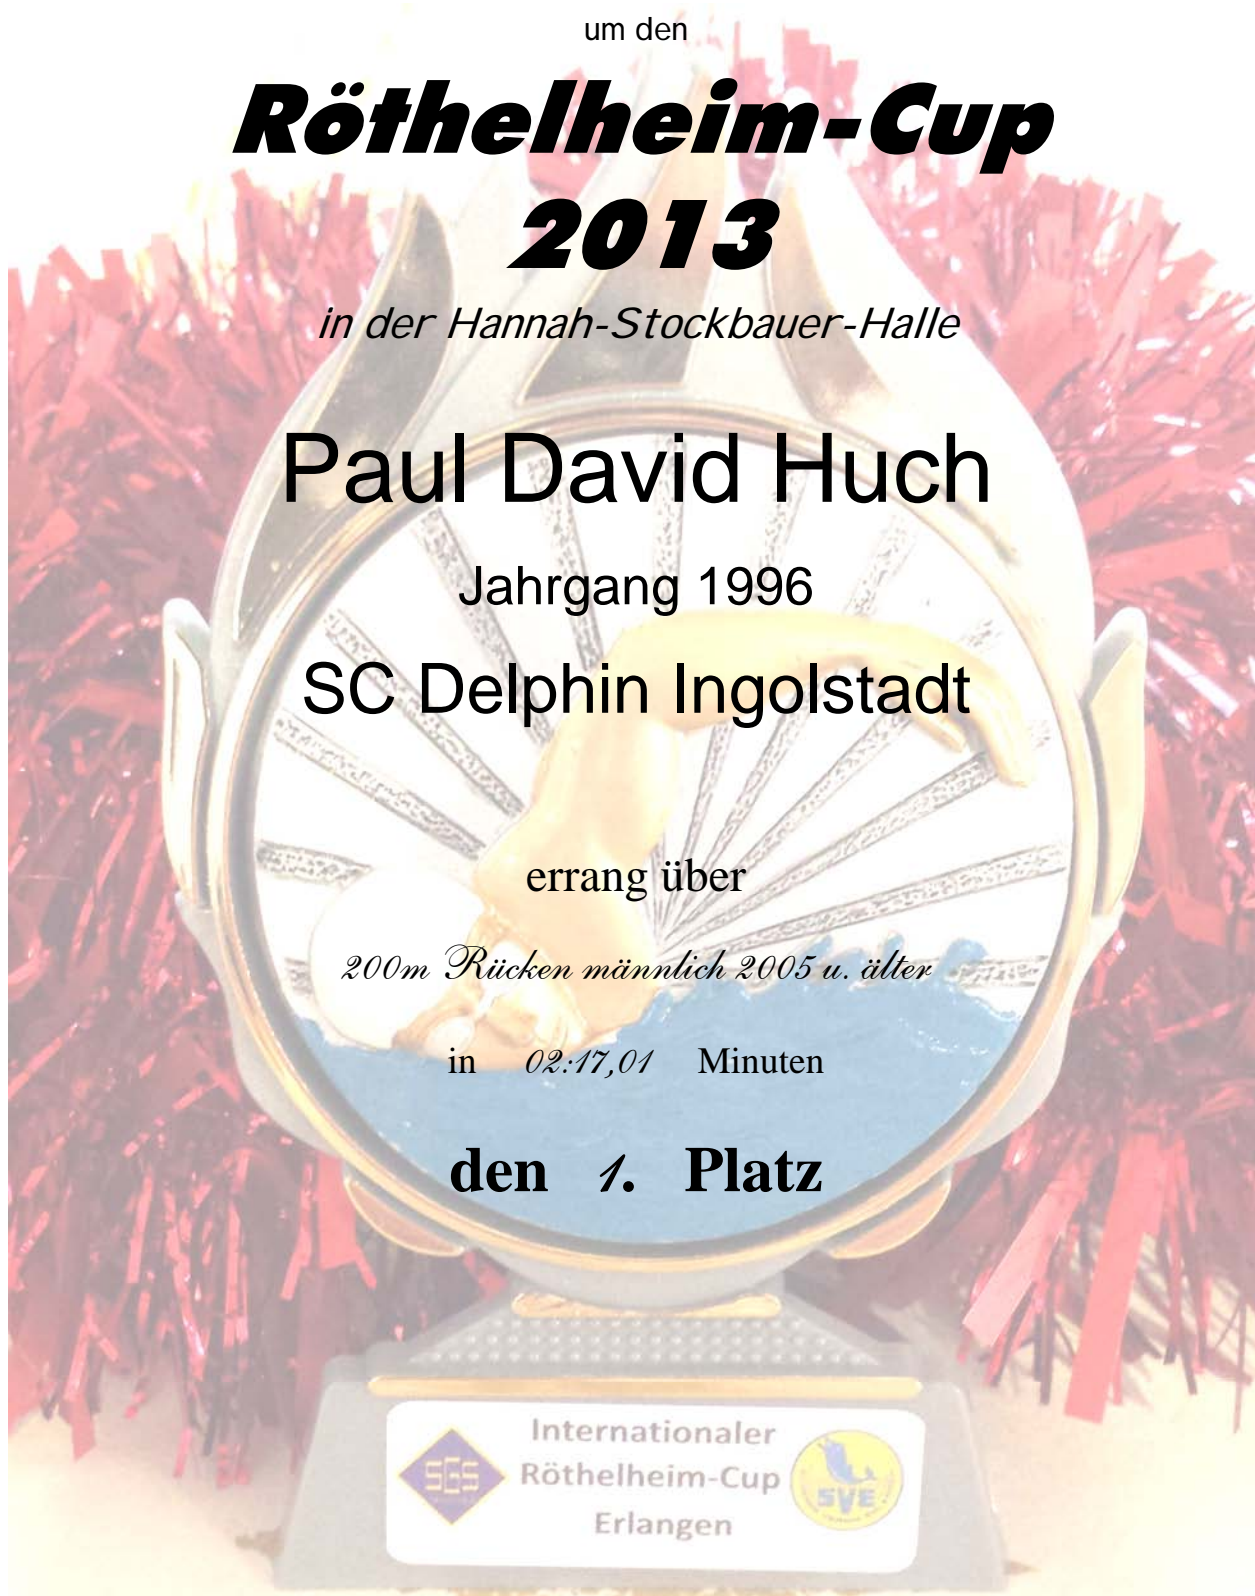 um den
Röthelheim-Cup
2013
in der Hannah-Stockbauer-Halle
Paul David Huch
Jahrgang 1996
SC Delphin Ingolstadt
errang über
200m Rücken männlich 2005 u. älter
in 02:17,01 Minuten
den 1. Platz
Internationaler
Röthelheim-Cup
Erlangen
SGS
SVE